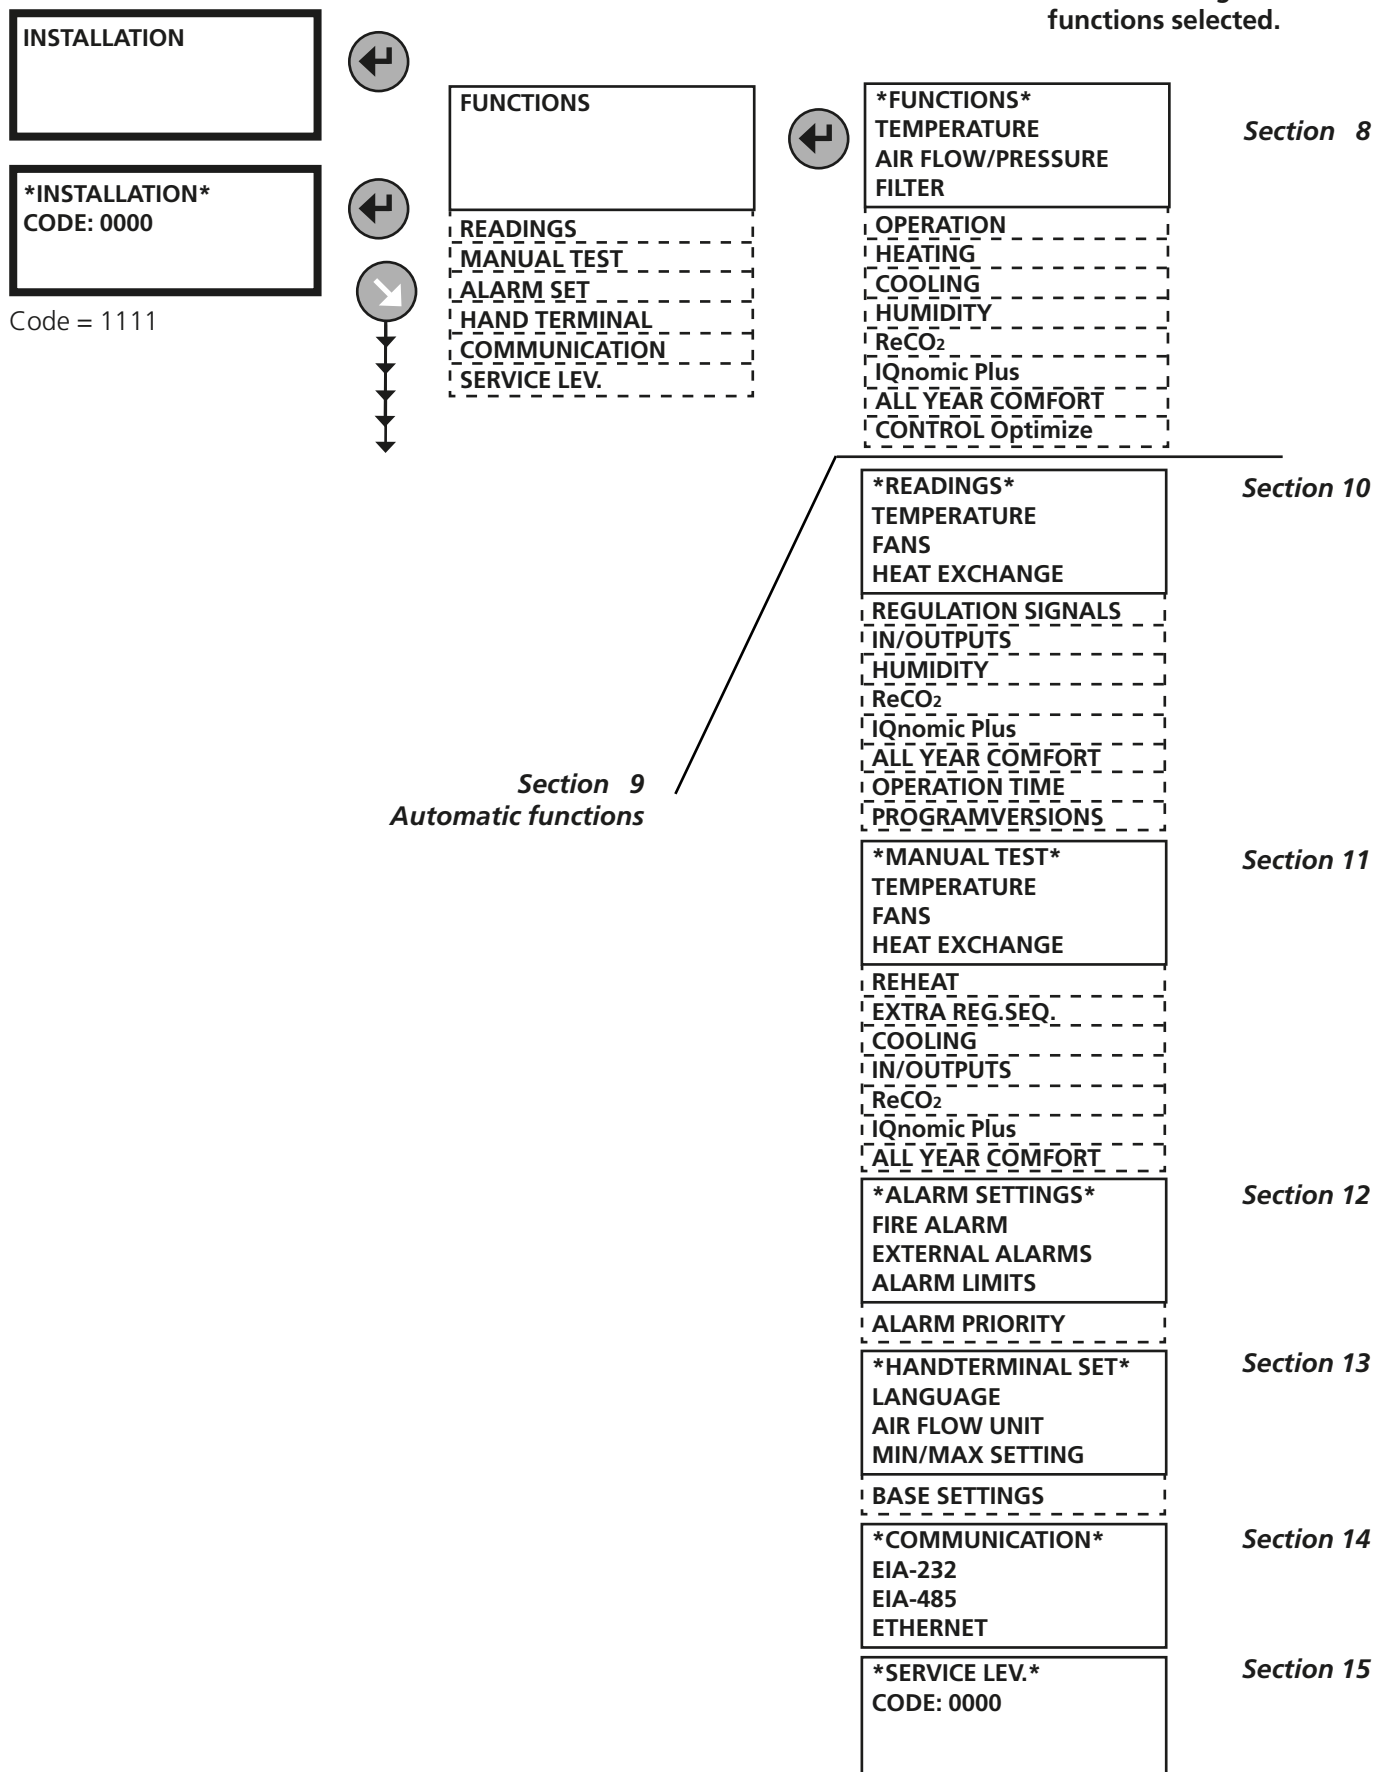 functions selected.
INSTALLATION
*INSTALLATION*
CODE: 0000
Code = 1111
FUNCTIONS
READINGS
MANUAL TEST
ALARM SET
HAND TERMINAL
COMMUNICATION
SERVICE LEV.
*FUNCTIONS*
TEMPERATURE
AIR FLOW/PRESSURE
FILTER
OPERATION
HEATING
COOLING
HUMIDITY
ReCO2
IQnomic Plus
ALL YEAR COMFORT
CONTROL Optimize
Section 8
Section 9
Automatic functions
*READINGS*
TEMPERATURE
FANS
HEAT EXCHANGE
REGULATION SIGNALS
IN/OUTPUTS
HUMIDITY
ReCO2
IQnomic Plus
ALL YEAR COMFORT
OPERATION TIME
PROGRAMVERSIONS
Section 10
*MANUAL TEST*
TEMPERATURE
FANS
HEAT EXCHANGE
REHEAT
EXTRA REG.SEQ.
COOLING
IN/OUTPUTS
ReCO2
IQnomic Plus
ALL YEAR COMFORT
Section 11
*ALARM SETTINGS*
FIRE ALARM
EXTERNAL ALARMS
ALARM LIMITS
ALARM PRIORITY
Section 12
*HANDTERMINAL SET*
LANGUAGE
AIR FLOW UNIT
MIN/MAX SETTING
BASE SETTINGS
Section 13
*COMMUNICATION*
EIA-232
EIA-485
ETHERNET
Section 14
*SERVICE LEV.*
CODE: 0000
Section 15